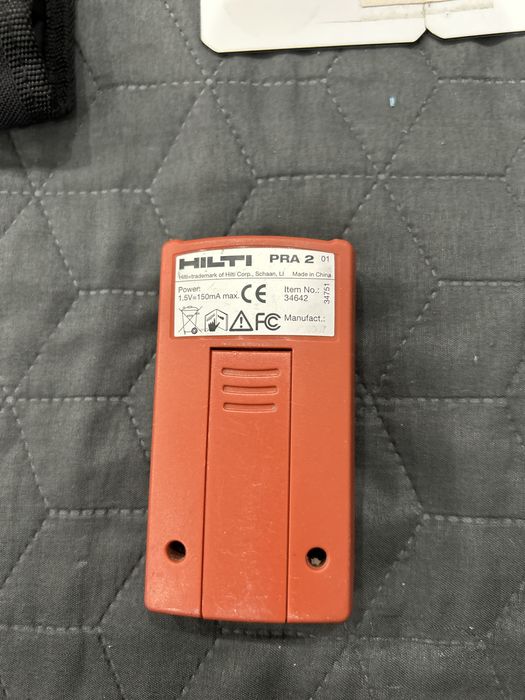 HILTI PRA 2 01
Hilti=trademark of Hilti Corp., Schaan, LI Made in China
Power:
1.5V=150mA max. CE
Item No.:
34642
34751
FC
Manufact.: